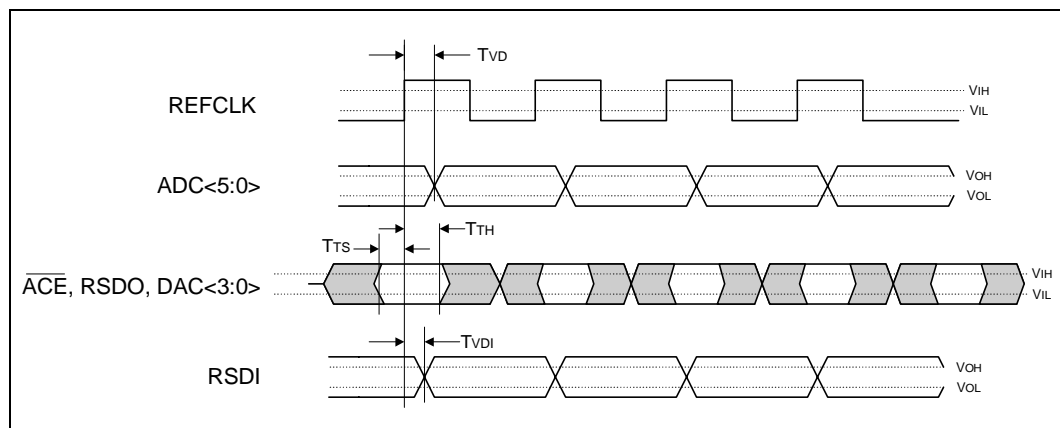 TVD
REFCLK
VIH
VIL
ADC<5:0>
VOH
VOL
TTH
TTS
ACE, RSDO, DAC<3:0>
VIH
VIL
TVDI
RSDI
VOH
VOL